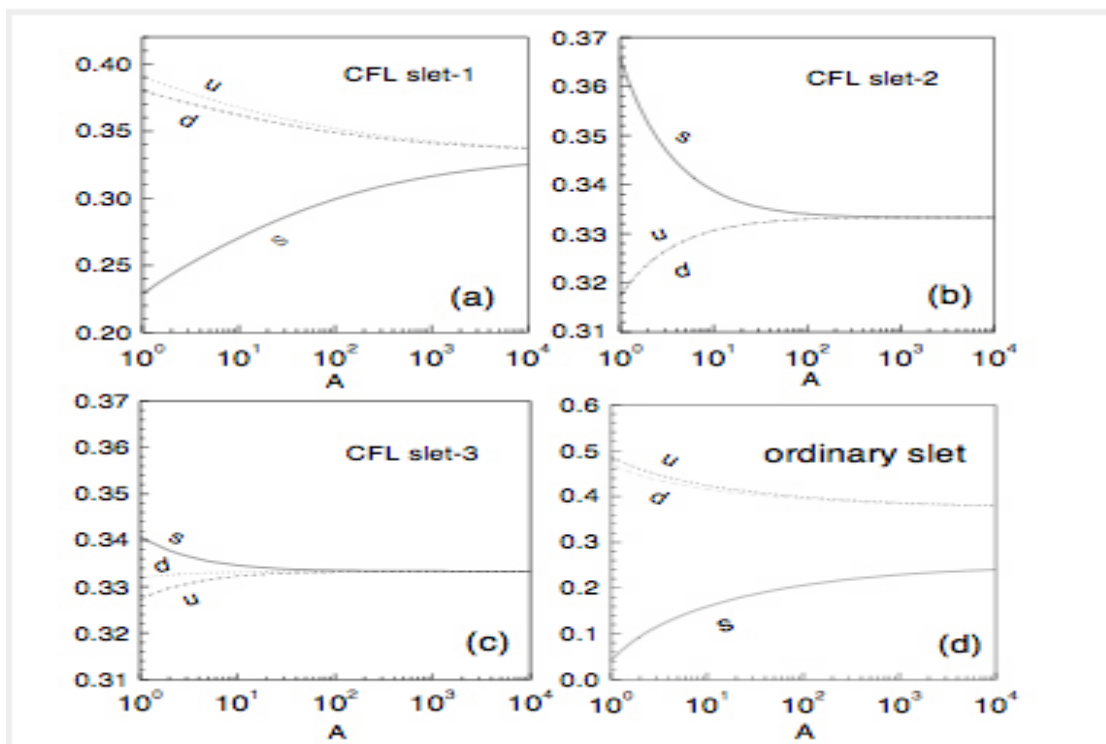 0.40
0.35
0.30
0.25
0.20
CFL slet-1
u
d
s
(a)
10⁰ 10¹ 10² 10³ 10⁴
A
0.37
0.36
0.35
0.34
0.33
0.32
0.31
CFL slet-2
s
u
d
(b)
10⁰ 10¹ 10² 10³ 10⁴
A
0.37
0.36
0.35
0.34
0.33
0.32
0.31
CFL slet-3
s
d
u
(c)
10⁰ 10¹ 10² 10³ 10⁴
A
0.6
0.5
0.4
0.3
0.2
0.1
0.0
ordinary slet
u
d
s
(d)
10⁰ 10¹ 10² 10³ 10⁴
A